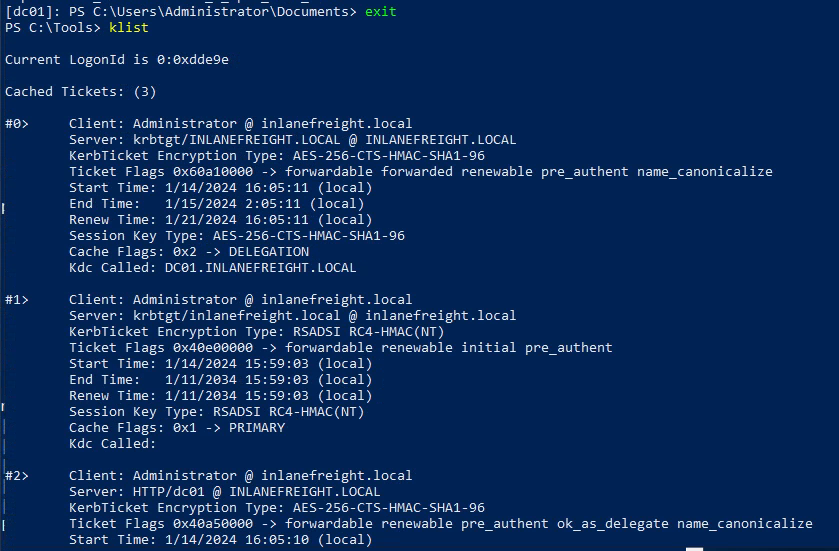 [dc01]: PS C:\Users\Administrator\Documents> exit
PS C:\Tools> klist
Current LogonId is 0:0xdde9e
Cached Tickets: (3)
#0> Client: Administrator @ inlanefreight.local
Server: krbtgt/INLANEFREIGHT.LOCAL @ INLANEFREIGHT.LOCAL
KerbTicket Encryption Type: AES-256-CTS-HMAC-SHA1-96
Ticket Flags 0x60a10000 -> forwardable forwarded renewable pre_authent name_canonicalize
Start Time: 1/14/2024 16:05:11 (local)
End Time: 1/15/2024 2:05:11 (local)
Renew Time: 1/21/2024 16:05:11 (local)
Session Key Type: AES-256-CTS-HMAC-SHA1-96
Cache Flags: 0x2 -> DELEGATION
Kdc Called: DC01.INLANEFREIGHT.LOCAL
#1> Client: Administrator @ inlanefreight.local
Server: krbtgt/inlanefreight.local @ inlanefreight.local
KerbTicket Encryption Type: RSADSI RC4-HMAC(NT)
Ticket Flags 0x40e00000 -> forwardable renewable initial pre_authent
Start Time: 1/14/2024 15:59:03 (local)
End Time: 1/11/2034 15:59:03 (local)
Renew Time: 1/11/2034 15:59:03 (local)
Session Key Type: RSADSI RC4-HMAC(NT)
Cache Flags: 0x1 -> PRIMARY
Kdc Called:
#2> Client: Administrator @ inlanefreight.local
Server: HTTP/dc01 @ INLANEFREIGHT.LOCAL
KerbTicket Encryption Type: AES-256-CTS-HMAC-SHA1-96
Ticket Flags 0x40a50000 -> forwardable renewable pre_authent ok_as_delegate name_canonicalize
Start Time: 1/14/2024 16:05:10 (local)